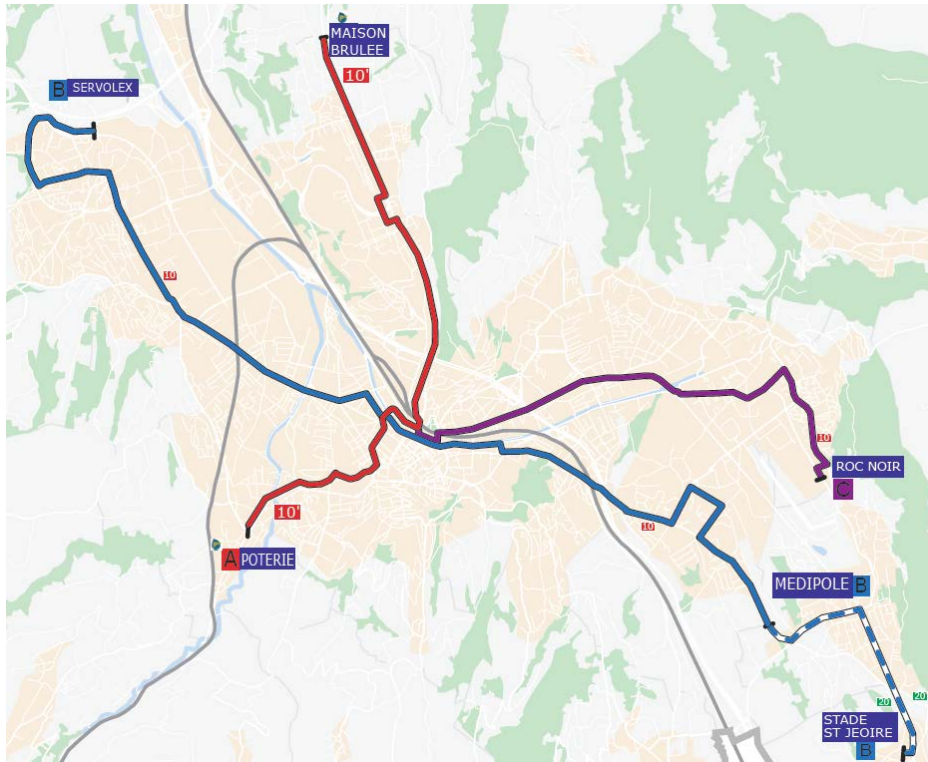 MAISON
BRULEE
10'
B SERVOLEX
10
10'
ROC NOIR
C
10'
10
A POTERIE
MEDIPOLE B
20'
20'
STADE
ST JEOIRE
B